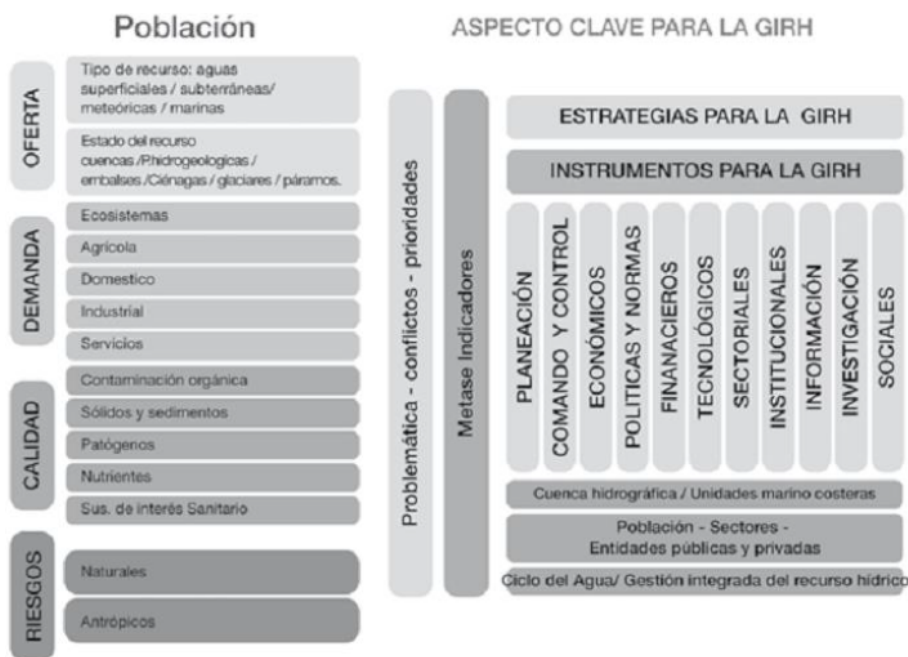 Población
ASPECTO CLAVE PARA LA GIRH
OFERTA
Tipo de recurso: aguas
superficiales / subterráneas/
meteóricas / marinas
Estado del recurso
cuencas /P.hidrogeologicas /
embalses /Ciénagas / glaciares / páramos.
DEMANDA
Ecosistemas
Agrícola
Domestico
Industrial
Servicios
CALIDAD
Contaminación orgánica
Sólidos y sedimentos
Patógenos
Nutrientes
Sus. de interés Sanitario
RIESGOS
Naturales
Antrópicos
Problemática - conflictos - prioridades
Metase Indicadores
ESTRATEGIAS PARA LA GIRH
INSTRUMENTOS PARA LA GIRH
PLANEACIÓN
COMANDO Y CONTROL
ECONÓMICOS
POLITICAS Y NORMAS
FINANACIEROS
TECNOLÓGICOS
SECTORIALES
INSTITUCIONALES
INFORMACIÓN
INVESTIGACIÓN
SOCIALES
Cuenca hidrográfica / Unidades marino costeras
Población - Sectores -
Entidades públicas y privadas
Ciclo del Agua/ Gestión integrada del recurso hídrico